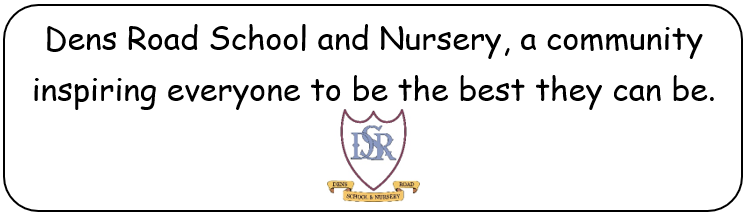 Dens Road School and Nursery, a community
inspiring everyone to be the best they can be.
DSR
DENS ROAD
SCHOOL & NURSERY